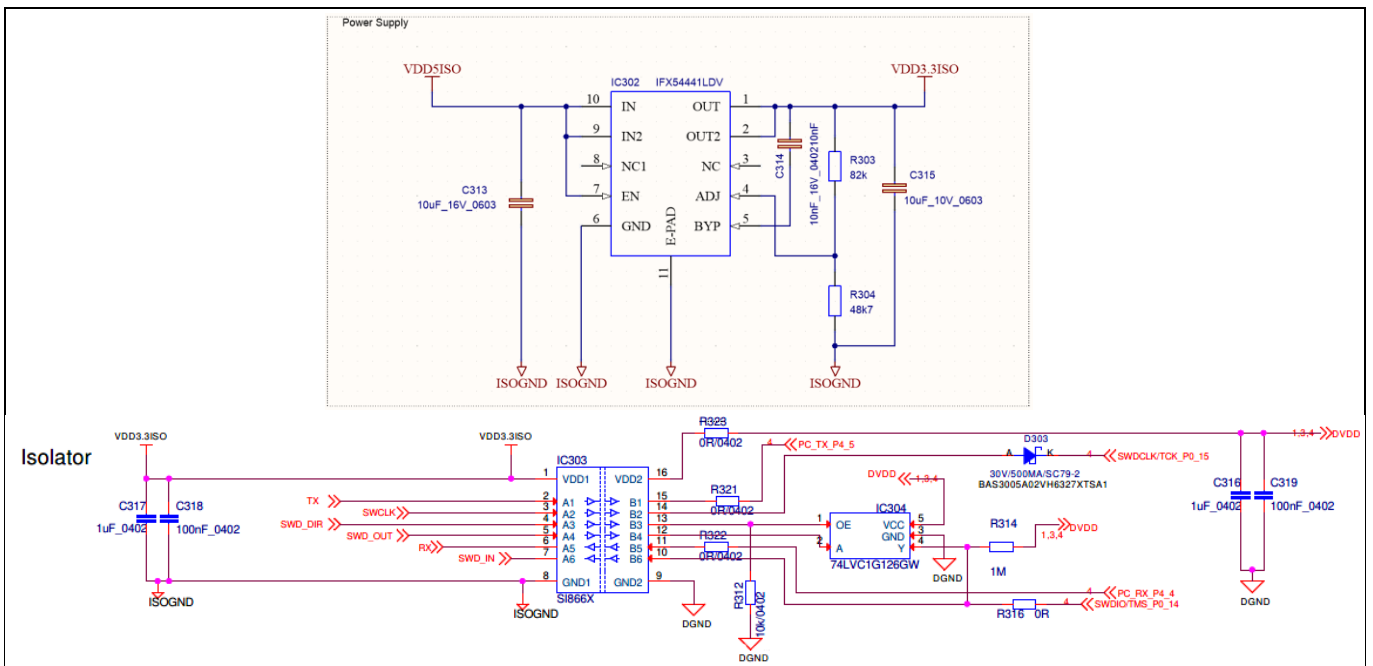 Power Supply
VDD5ISO
VDD3.3ISO
IC302 IFX54441LDV
10 IN OUT 1
9 IN2 OUT2 2
8 NC1 NC 3
7 EN ADJ 4
6 GND BYP 5
E-PAD
11
C313
10uF_16V_0603
C314
10nF_16V_040210nF
R303
82k
C315
10uF_10V_0603
R304
48k7
ISOGND
ISOGND
ISOGND
ISOGND
Isolator
VDD3.3ISO
VDD3.3ISO
C317
1uF_0402
C318
100nF_0402
ISOGND
ISOGND
IC303
1 VDD1 VDD2 16
TX 2 A1 B1 15
SWCLK 3 A2 B2 14
SWD_DIR 4 A3 B3 13
SWD_OUT 5 A4 B4 12
RX 6 A5 B5 11
SWD_IN 7 A6 B6 10
8 GND1 GND2 9
SI866X
R323
0R/0402
4 PC_TX_P4_5
R321
0R/0402
R322
0R/0402
R312
10k/0402
DGND
DGND
D303
A K
30V/500MA/SC79-2
BAS3005A02VH6327XTSA1
4 SWDCLK/TCK_P0_15
DVDD 1,3,4
IC304
1 OE VCC 5
GND 3
2 A Y 4
74LVC1G126GW
DGND
R314
1M
DVDD
1,3,4
4 PC_RX_P4_4
4 SWDIO/TMS_P0_14
R316 0R
1,3,4 DVDD
C316
1uF_0402
C319
100nF_0402
DGND